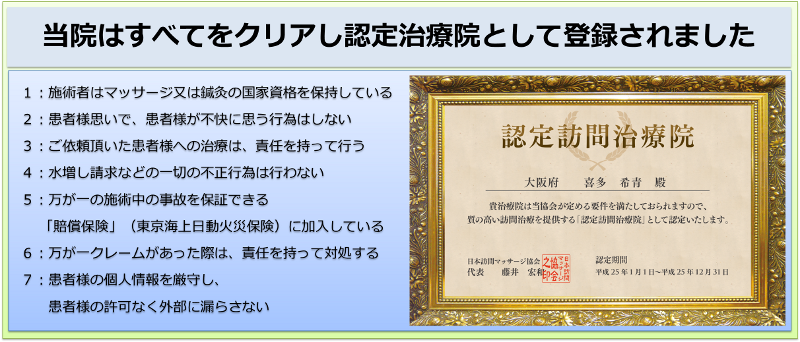 当院はすべてをクリアし認定治療院として登録されました
1：施術者はマッサージ又は鍼灸の国家資格を保持している
2：患者様思いで、患者様が不快に思う行為はしない
3：ご依頼頂いた患者様への治療は、責任を持って行う
4：水増し請求などの一切の不正行為は行わない
5：万が一の施術中の事故を保証できる
「賠償保険」（東京海上日動火災保険）に加入している
6：万が一クレームがあった際は、責任を持って対処する
7：患者様の個人情報を厳守し、
患者様の許可なく外部に漏らさない
認定訪問治療院
大阪府　喜多　希青　殿
貴治療院は当協会が定める要件を満たしておられますので、
質の高い訪問治療を提供する「認定訪問治療院」として認定いたします。
日本訪問マッサージ協会
代表　藤井　宏和
日本訪問
マッサージ
協会
之印
認定期間
平成25年1月1日～平成25年12月31日